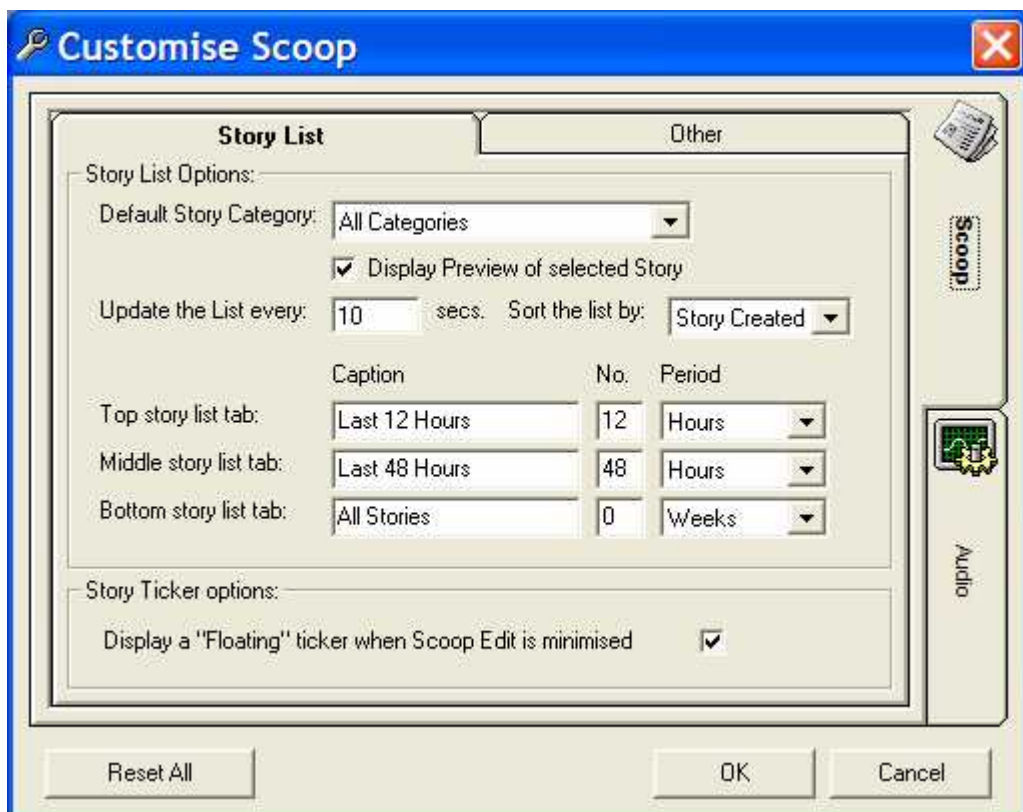 Customise Scoop
Story List Other
Story List Options:
Default Story Category: All Categories
Display Preview of selected Story
Update the List every: 10 secs. Sort the list by: Story Created
Caption No. Period
Top story list tab: Last 12 Hours 12 Hours
Middle story list tab: Last 48 Hours 48 Hours
Bottom story list tab: All Stories 0 Weeks
Story Ticker options:
Display a "Floating" ticker when Scoop Edit is minimised
Scoop
Audio
Reset All OK Cancel